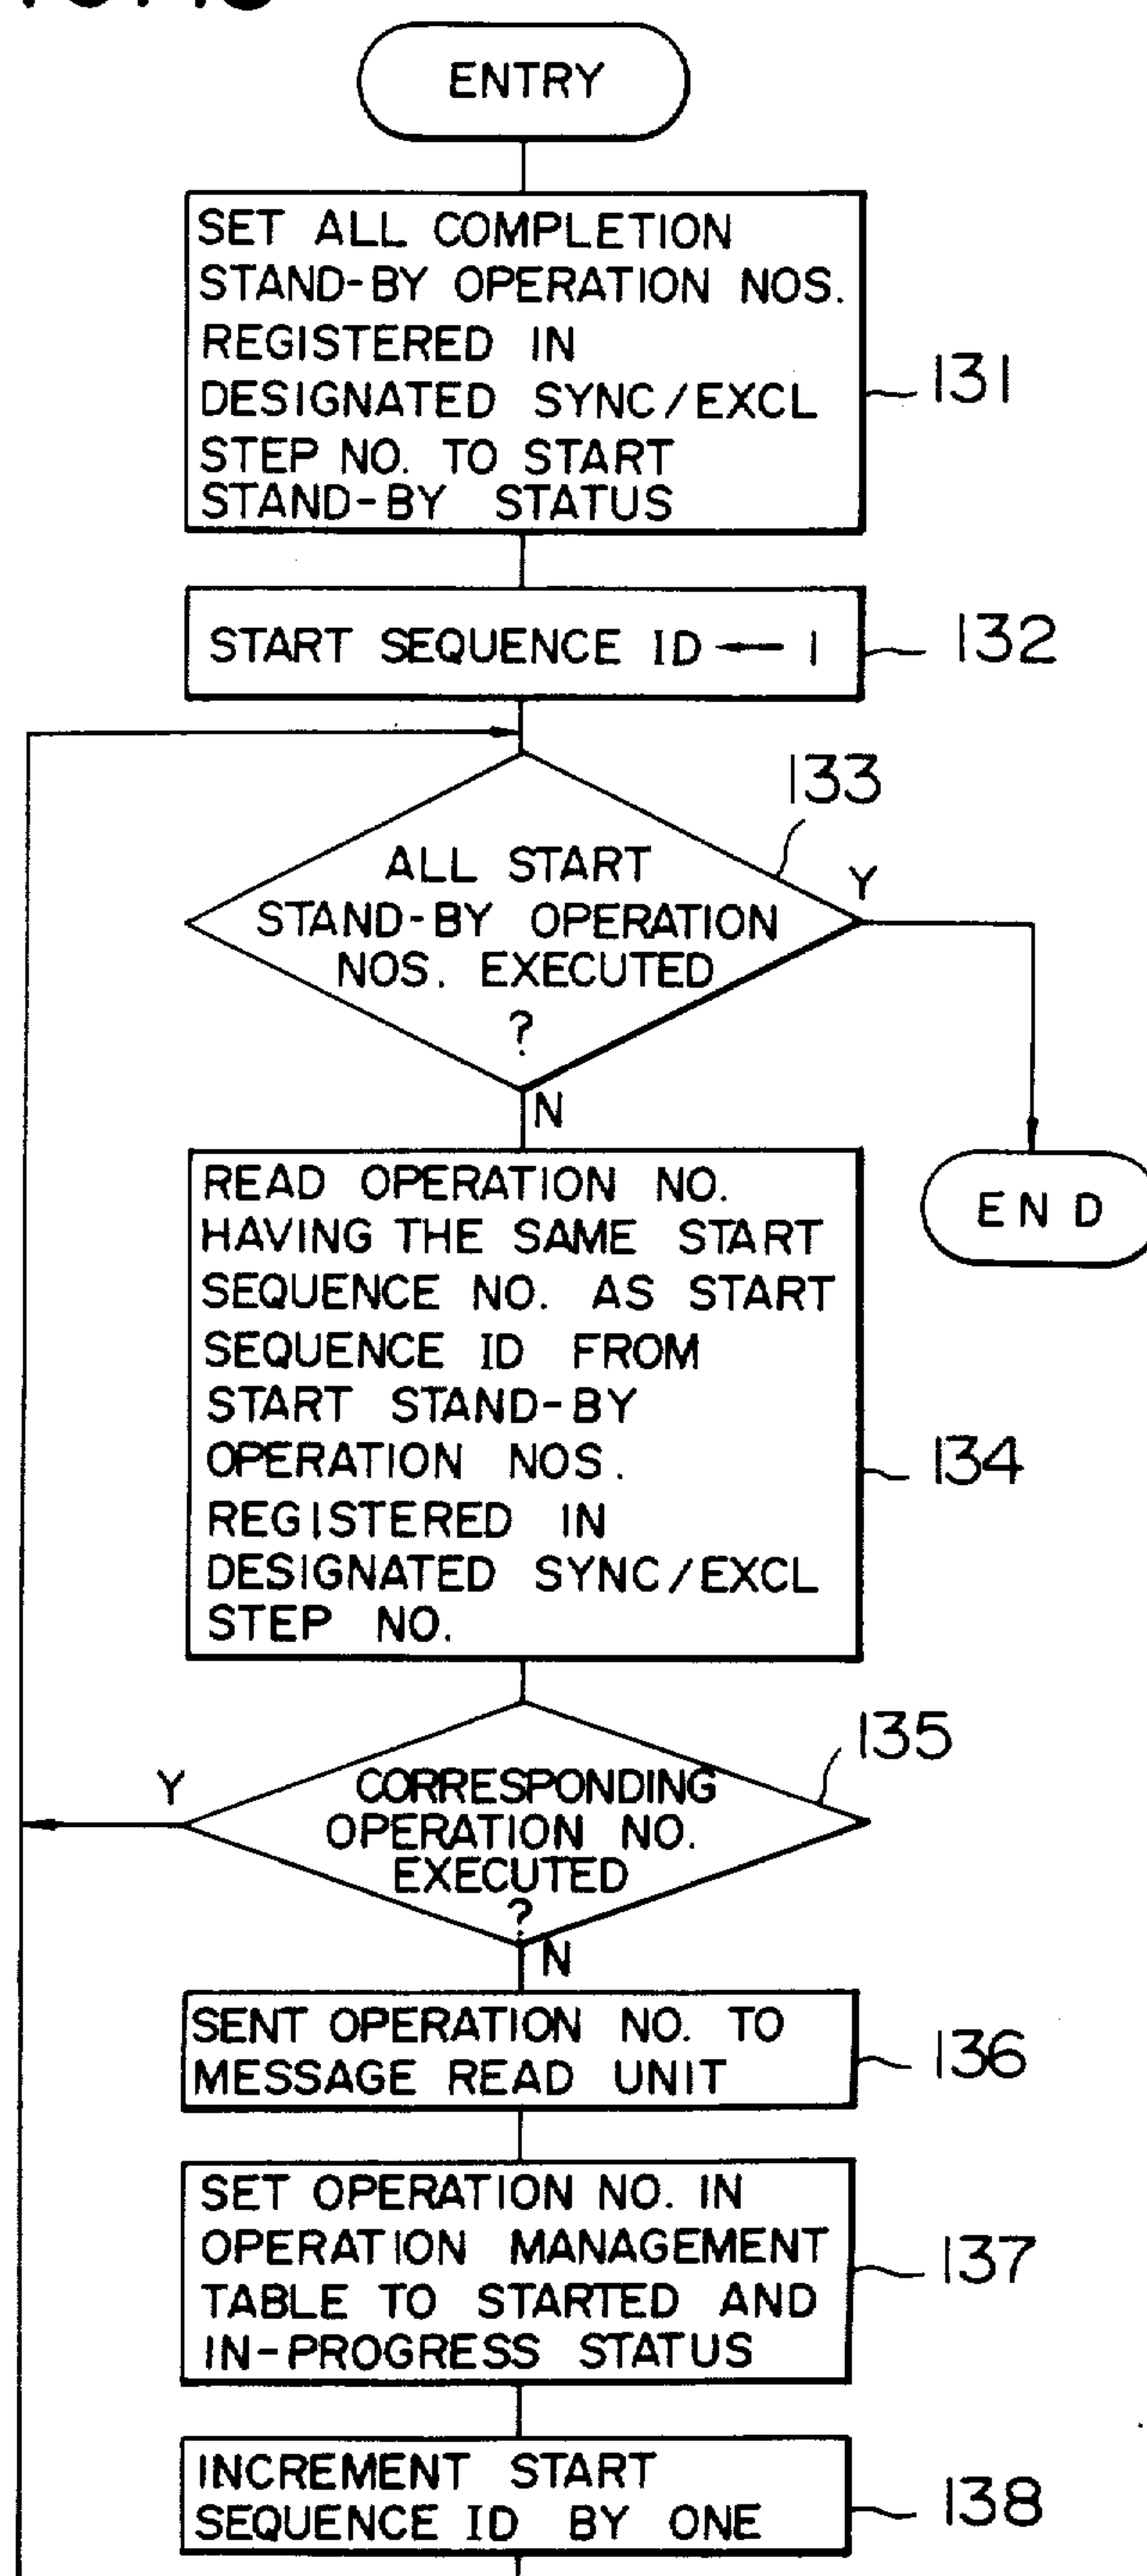 ENTRY
SET ALL COMPLETION
STAND-BY OPERATION NOS.
REGISTERED IN
DESIGNATED SYNC/EXCL
STEP NO. TO START
STAND-BY STATUS
131
START SEQUENCE ID ← 1
132
133
ALL START
STAND-BY OPERATION
NOS. EXECUTED
?
Y
N
END
READ OPERATION NO.
HAVING THE SAME START
SEQUENCE NO. AS START
SEQUENCE ID FROM
START STAND-BY
OPERATION NOS.
REGISTERED IN
DESIGNATED SYNC/EXCL
STEP NO.
134
135
Y
CORRESPONDING
OPERATION NO.
EXECUTED
?
N
SENT OPERATION NO. TO
MESSAGE READ UNIT
136
SET OPERATION NO. IN
OPERATION MANAGEMENT
TABLE TO STARTED AND
IN-PROGRESS STATUS
137
INCREMENT START
SEQUENCE ID BY ONE
138